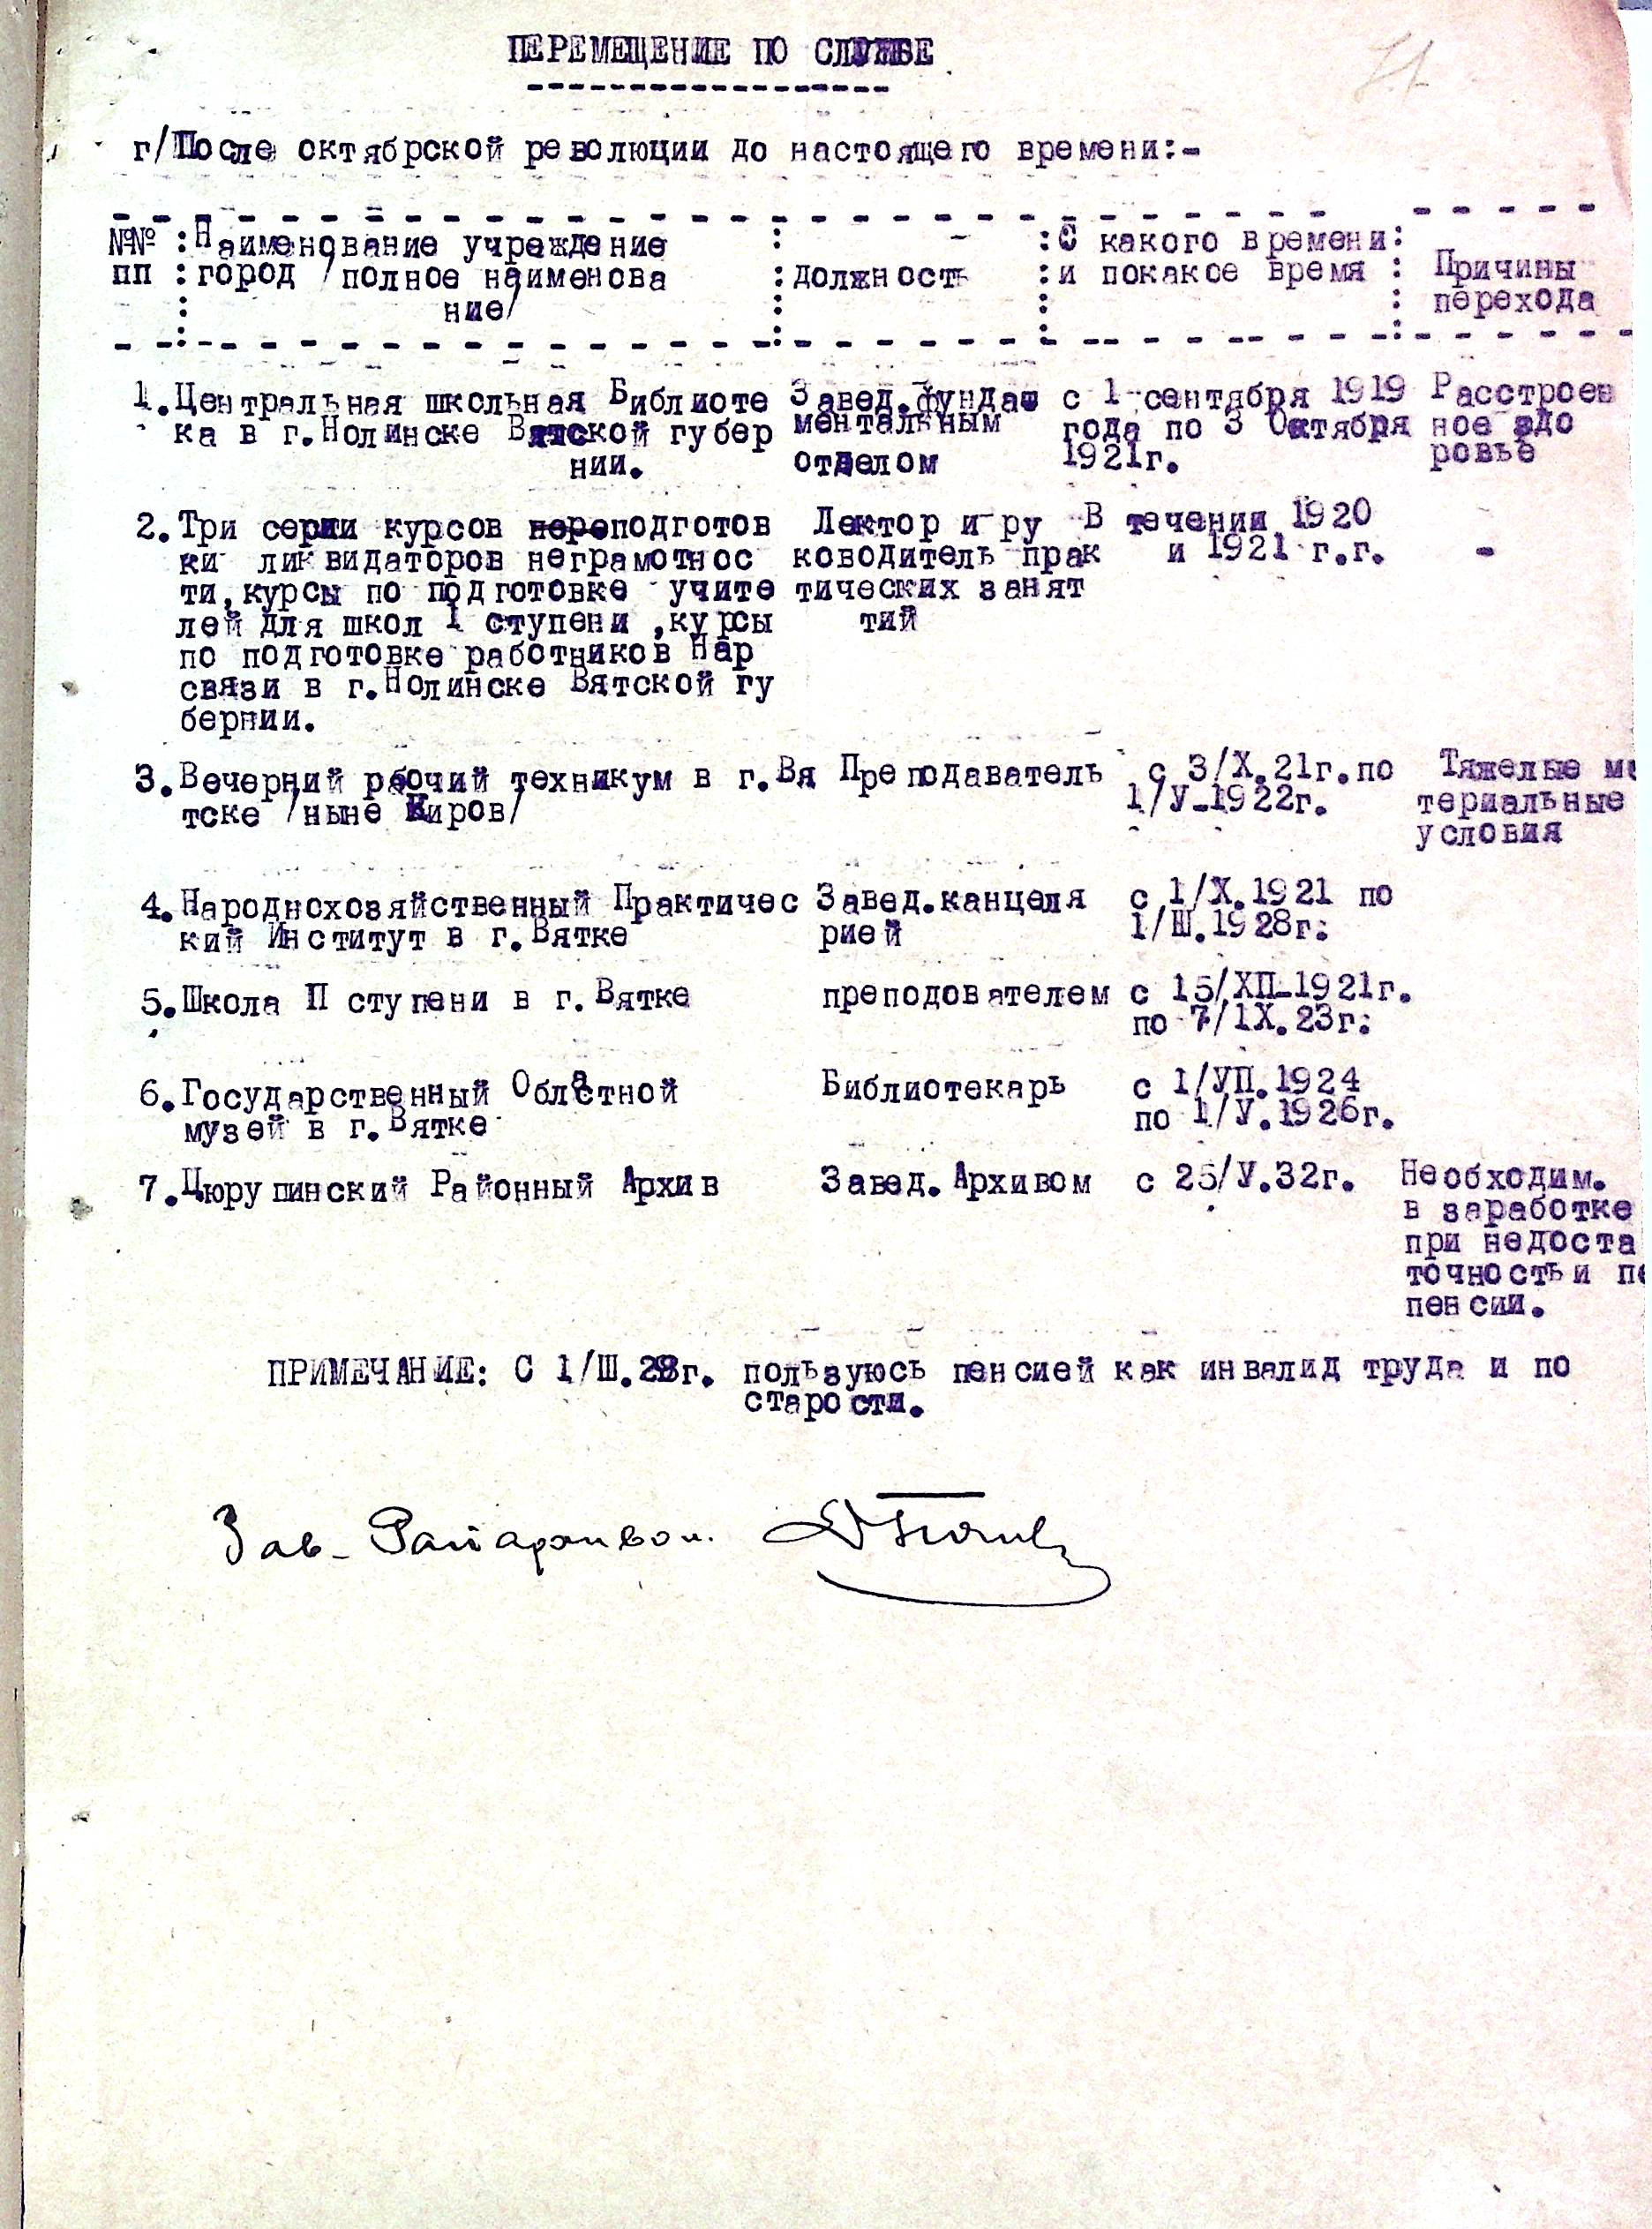 ПЕРЕМЕЩЕНИЕ ПО СЛУЖБЕ
г/После октябрской революции до настоящего времени:-
№№ : Наименование учреждение : - : С какого времени :
пп : город /полное наименова : должность : и покакое время : Причины
ние/ перехода
1. Центральная школьная Библиоте Завед.фундам с 1 сентября 1919 Расстроен
ка в г.Нолинске Вятской губер ментальным года по 3 Октября ное здо
нии. отделом 1921г. ровье
2. Три серии курсов переподготов Лектор и ру В течении 1920
ки ликвидаторов неграмотнос ководитель прак и 1921 г.г. -
ти,курсы по подготовке учите тических занят
лей для школ 1 ступени ,курсы тий
по подготовке работников Нар
связи в г.Нолинске Вятской гу
бернии.
3. Вечерний рабочий техникум в г.Вя Преподаватель с 3/Х.21г.по Тяжелые ма
тске /ныне Киров/ 1/У-1922г. териальные
условия
4. Народнохозяйственный Практичес Завед.канцеля с 1/Х.1921 по
кий Институт в г.Вятке рией 1/Ш.1928г;
5. Школа П ступени в г.Вятке преподователем с 15/ХП-1921г.
по 7/1Х.23г;
6. Государственный Областной Библиотекарь с 1/УП.1924
музей в г.Вятке по 1/У.1926г.
7. Цюрупинский Районный Архив Завед.Архивом с 25/У.32г. Необходим.
в заработке
при недоста
точностьи пе
пенсии.
ПРИМЕЧАНИЕ: С 1/Ш.28г. пользуюсь пенсией как инвалид труда и по
старости.
Зав. Райархивом.